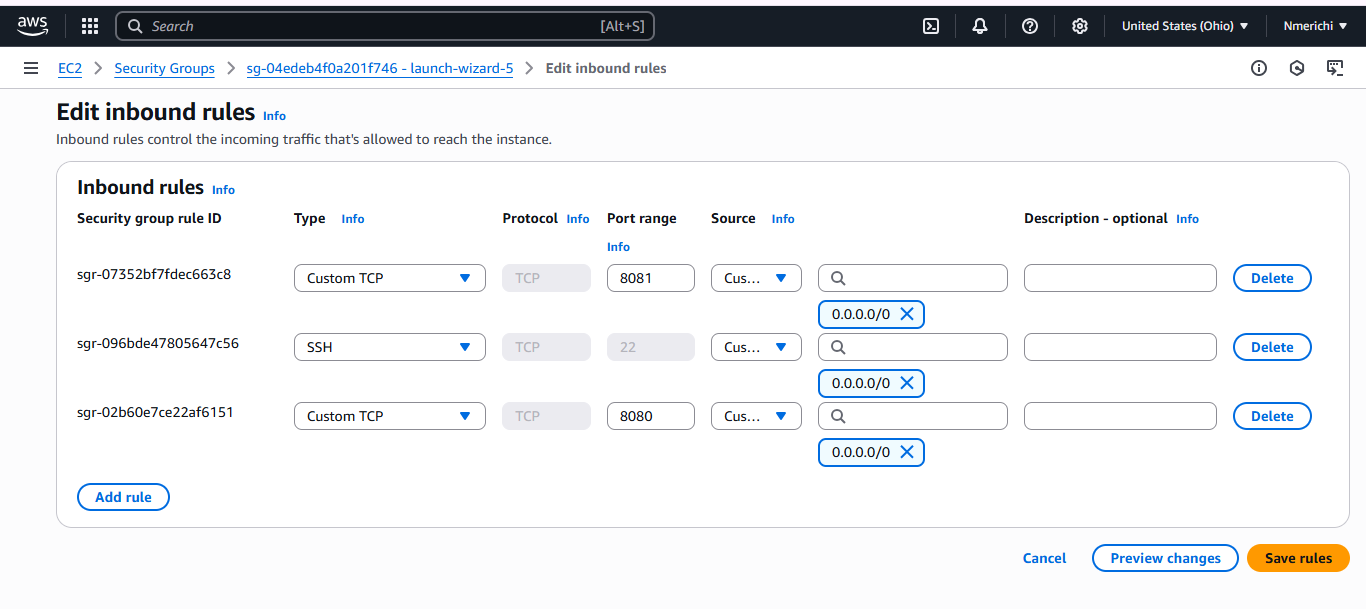 aws
Search [Alt+S] United States (Ohio) Nmerichi
EC2 Security Groups sg-04edeb4f0a201f746 - launch-wizard-5 Edit inbound rules
Edit inbound rules Info
Inbound rules control the incoming traffic that's allowed to reach the instance.
Inbound rules Info
Security group rule ID Type Info Protocol Info Port range Source Info Description - optional Info
Info
sgr-07352bf7fdec663c8 Custom TCP TCP 8081 Cus... Delete
0.0.0.0/0
sgr-096bde47805647c56 SSH TCP 22 Cus... Delete
0.0.0.0/0
sgr-02b60e7ce22af6151 Custom TCP TCP 8080 Cus... Delete
0.0.0.0/0
Add rule
Cancel Preview changes Save rules